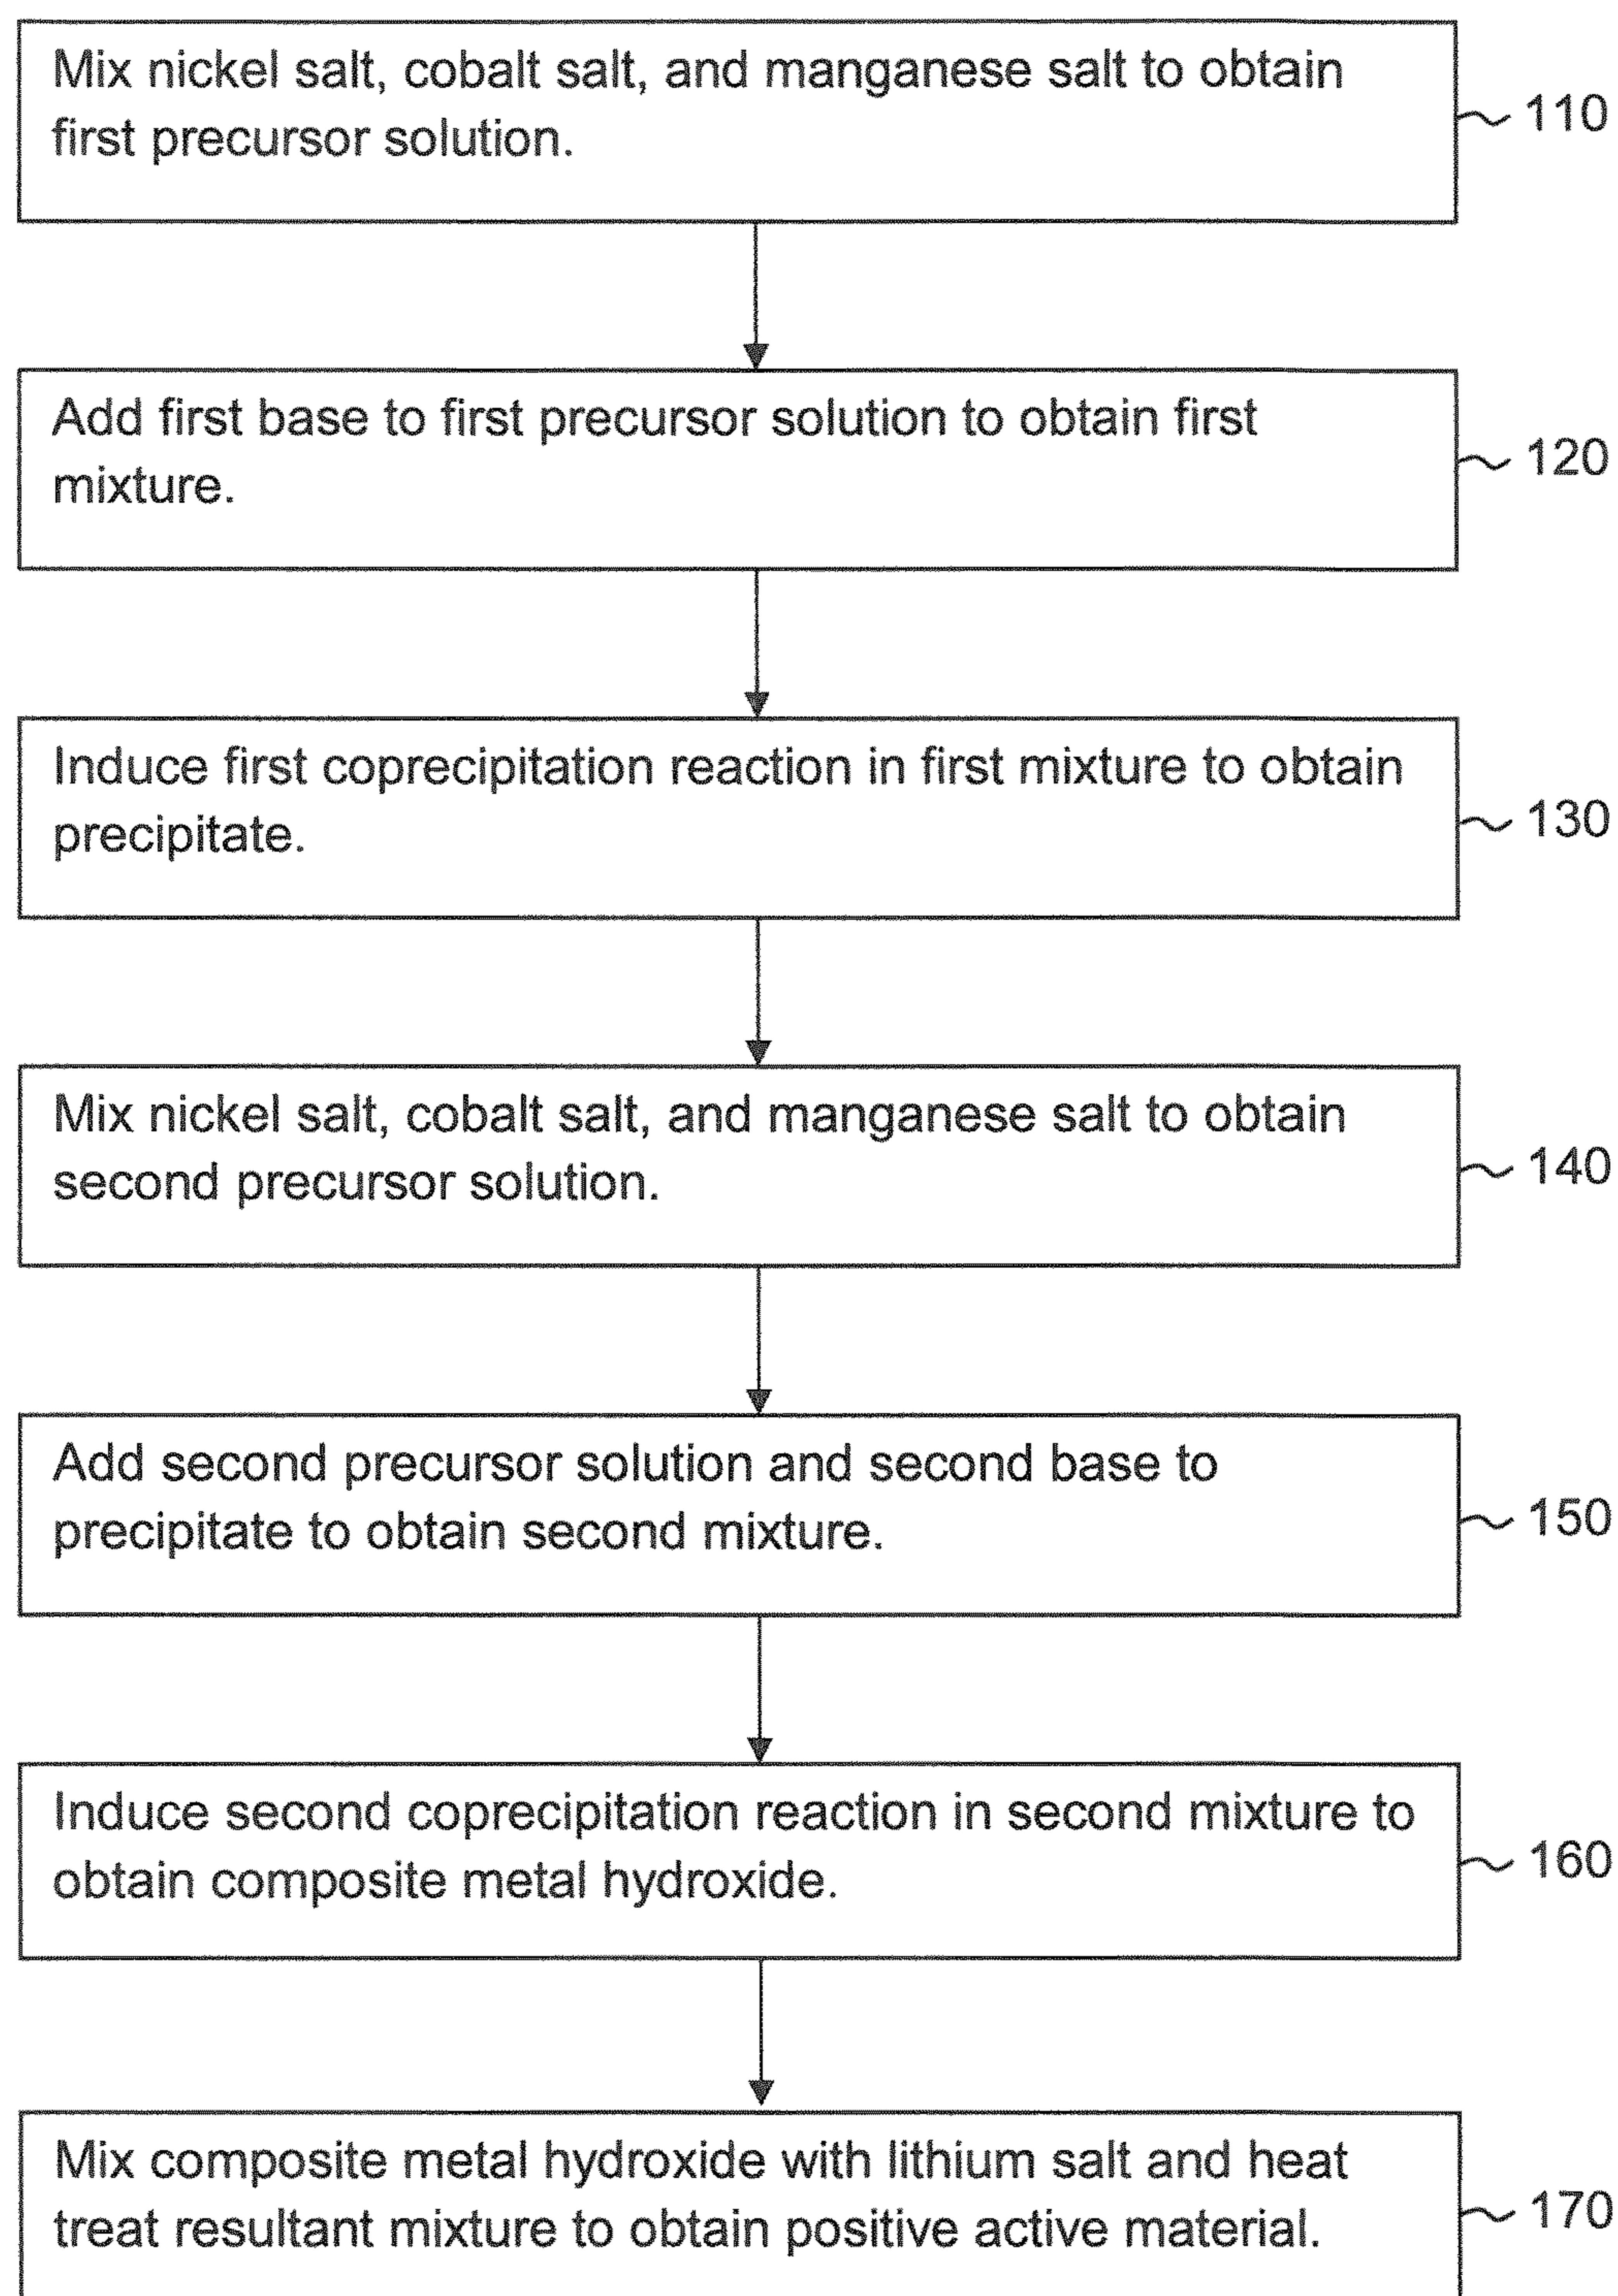 Mix nickel salt, cobalt salt, and manganese salt to obtain
first precursor solution.
110
Add first base to first precursor solution to obtain first
mixture.
120
Induce first coprecipitation reaction in first mixture to obtain
precipitate.
130
Mix nickel salt, cobalt salt, and manganese salt to obtain
second precursor solution.
140
Add second precursor solution and second base to
precipitate to obtain second mixture.
150
Induce second coprecipitation reaction in second mixture to
obtain composite metal hydroxide.
160
Mix composite metal hydroxide with lithium salt and heat
treat resultant mixture to obtain positive active material.
170